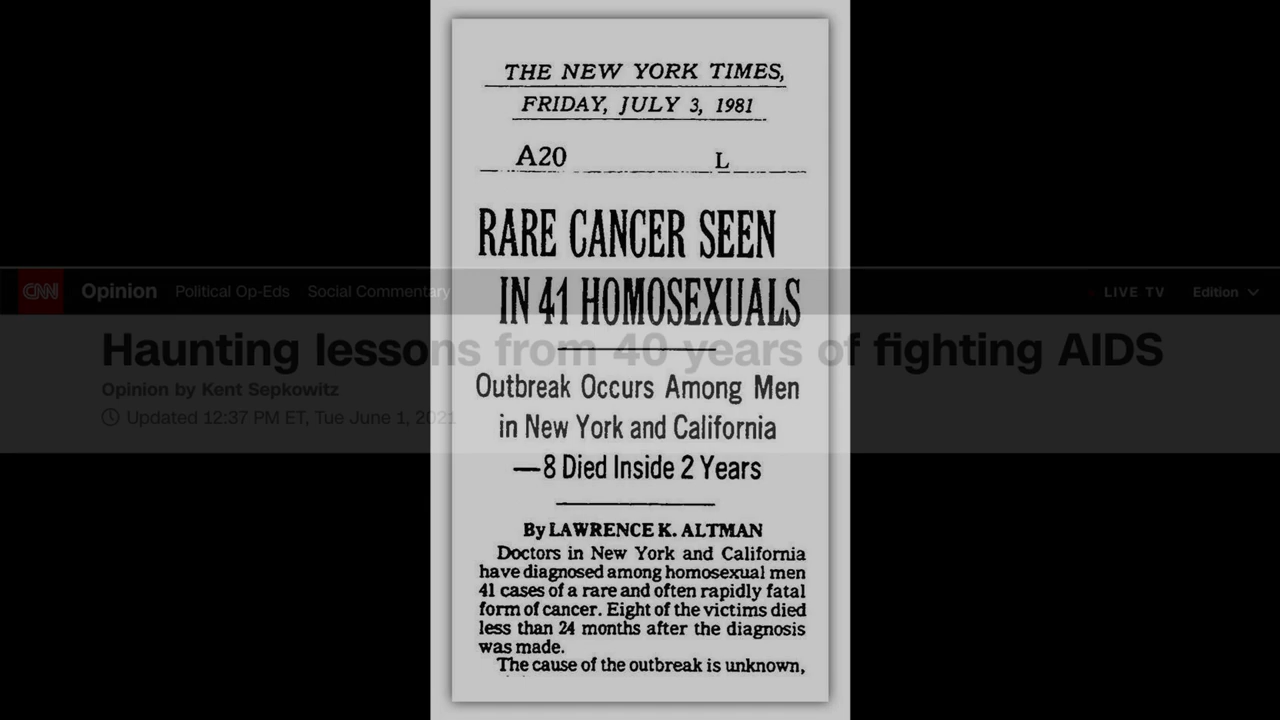 THE NEW YORK TIMES,
FRIDAY, JULY 3, 1981
A20 L
RARE CANCER SEEN
IN 41 HOMOSEXUALS
Outbreak Occurs Among Men
in New York and California
—8 Died Inside 2 Years
By LAWRENCE K. ALTMAN
Doctors in New York and California
have diagnosed among homosexual men
41 cases of a rare and often rapidly fatal
form of cancer. Eight of the victims died
less than 24 months after the diagnosis
was made.
The cause of the outbreak is unknown,
CNN Opinion Political Op-Eds Social Commentary LIVE TV Edition
Haunting lessons from 40 years of fighting AIDS
Opinion by Kent Sepkowitz
Updated 12:37 PM ET, Tue June 1, 2021